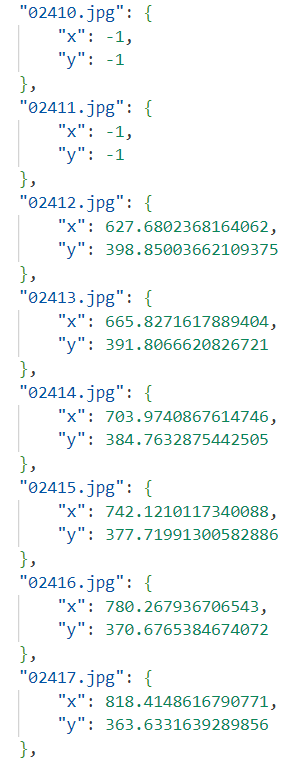 "02410.jpg": {
"x": -1,
"y": -1
},
"02411.jpg": {
"x": -1,
"y": -1
},
"02412.jpg": {
"x": 627.6802368164062,
"y": 398.85003662109375
},
"02413.jpg": {
"x": 665.8271617889404,
"y": 391.8066620826721
},
"02414.jpg": {
"x": 703.9740867614746,
"y": 384.7632875442505
},
"02415.jpg": {
"x": 742.1210117340088,
"y": 377.71991300582886
},
"02416.jpg": {
"x": 780.267936706543,
"y": 370.6765384674072
},
"02417.jpg": {
"x": 818.4148616790771,
"y": 363.6331639289856
},